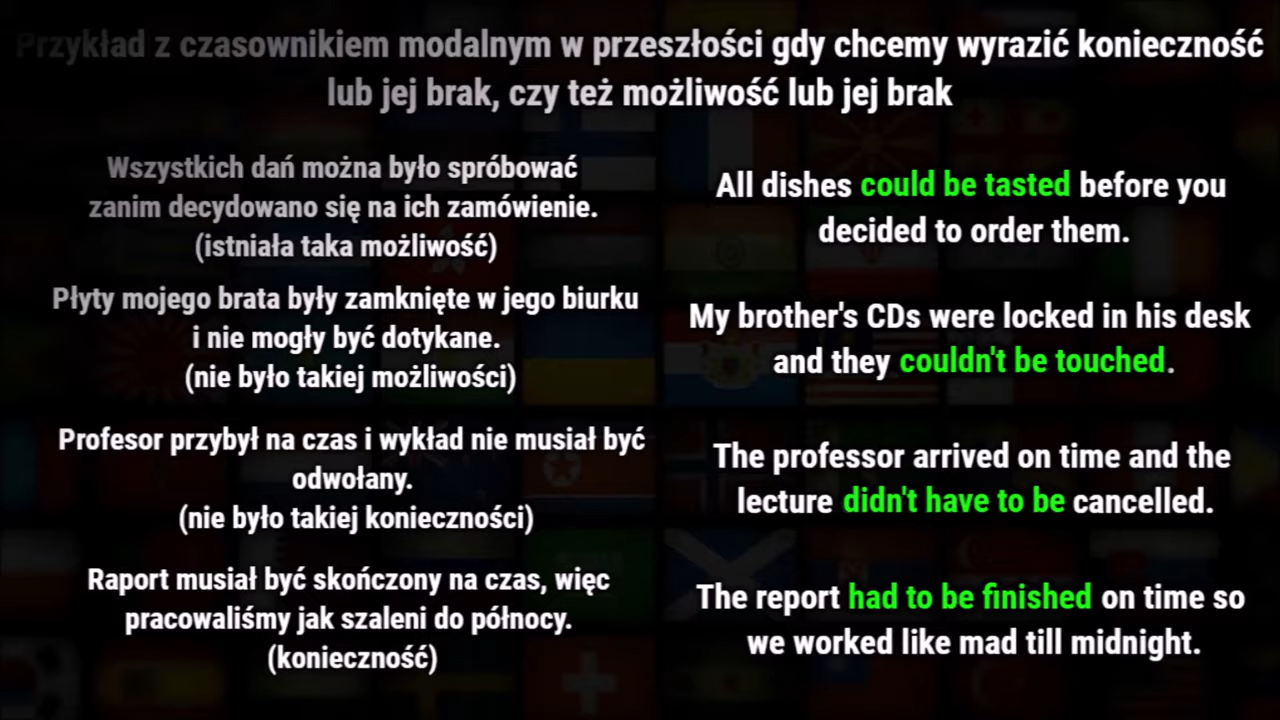 Przykład z czasownikiem modalnym w przeszłości gdy chcemy wyrazić konieczność
lub jej brak, czy też możliwość lub jej brak
Wszystkich dań można było spróbować
zanim decydowano się na ich zamówienie.
(istniała taka możliwość)
All dishes could be tasted before you
decided to order them.
Płyty mojego brata były zamknięte w jego biurku
i nie mogły być dotykane.
(nie było takiej możliwości)
My brother's CDs were locked in his desk
and they couldn't be touched.
Profesor przybył na czas i wykład nie musiał być
odwołany.
(nie było takiej konieczności)
The professor arrived on time and the
lecture didn't have to be cancelled.
Raport musiał być skończony na czas, więc
pracowaliśmy jak szaleni do północy.
(konieczność)
The report had to be finished on time so
we worked like mad till midnight.